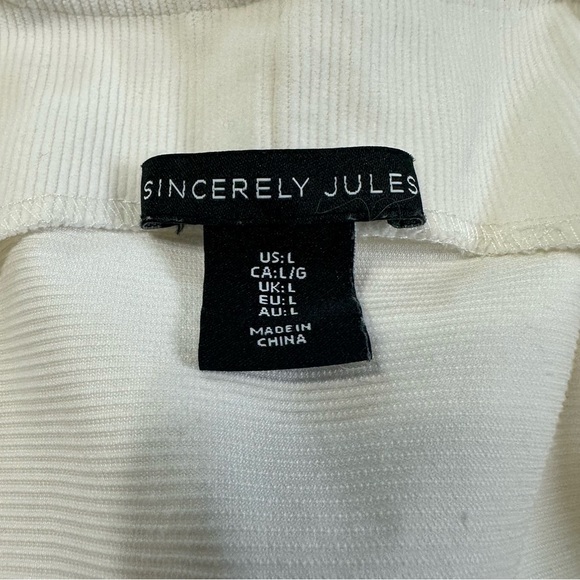 SINCERELY JULES
US: L
CA: L/G
UK: L
EU: L
AU: L
MADE IN
CHINA